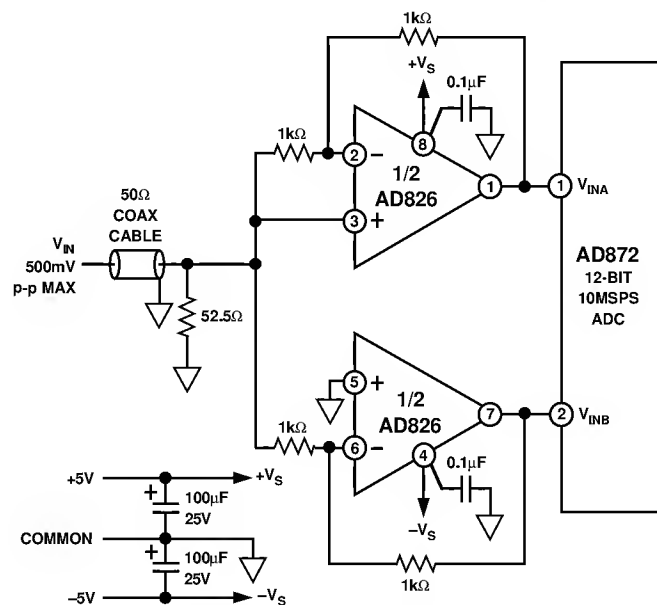 1kΩ
+VS
0.1μF
1kΩ
2
−
8
1/2
AD826
1
1
VINA
3
+
50Ω
COAX
CABLE
VIN
500mV
p-p MAX
52.5Ω
AD872
12-BIT
10MSPS
ADC
5
+
1/2
AD826
7
2
VINB
1kΩ
6
−
4
0.1μF
−VS
1kΩ
+5V
+VS
+
100μF
25V
COMMON
+
100μF
25V
−5V
−VS